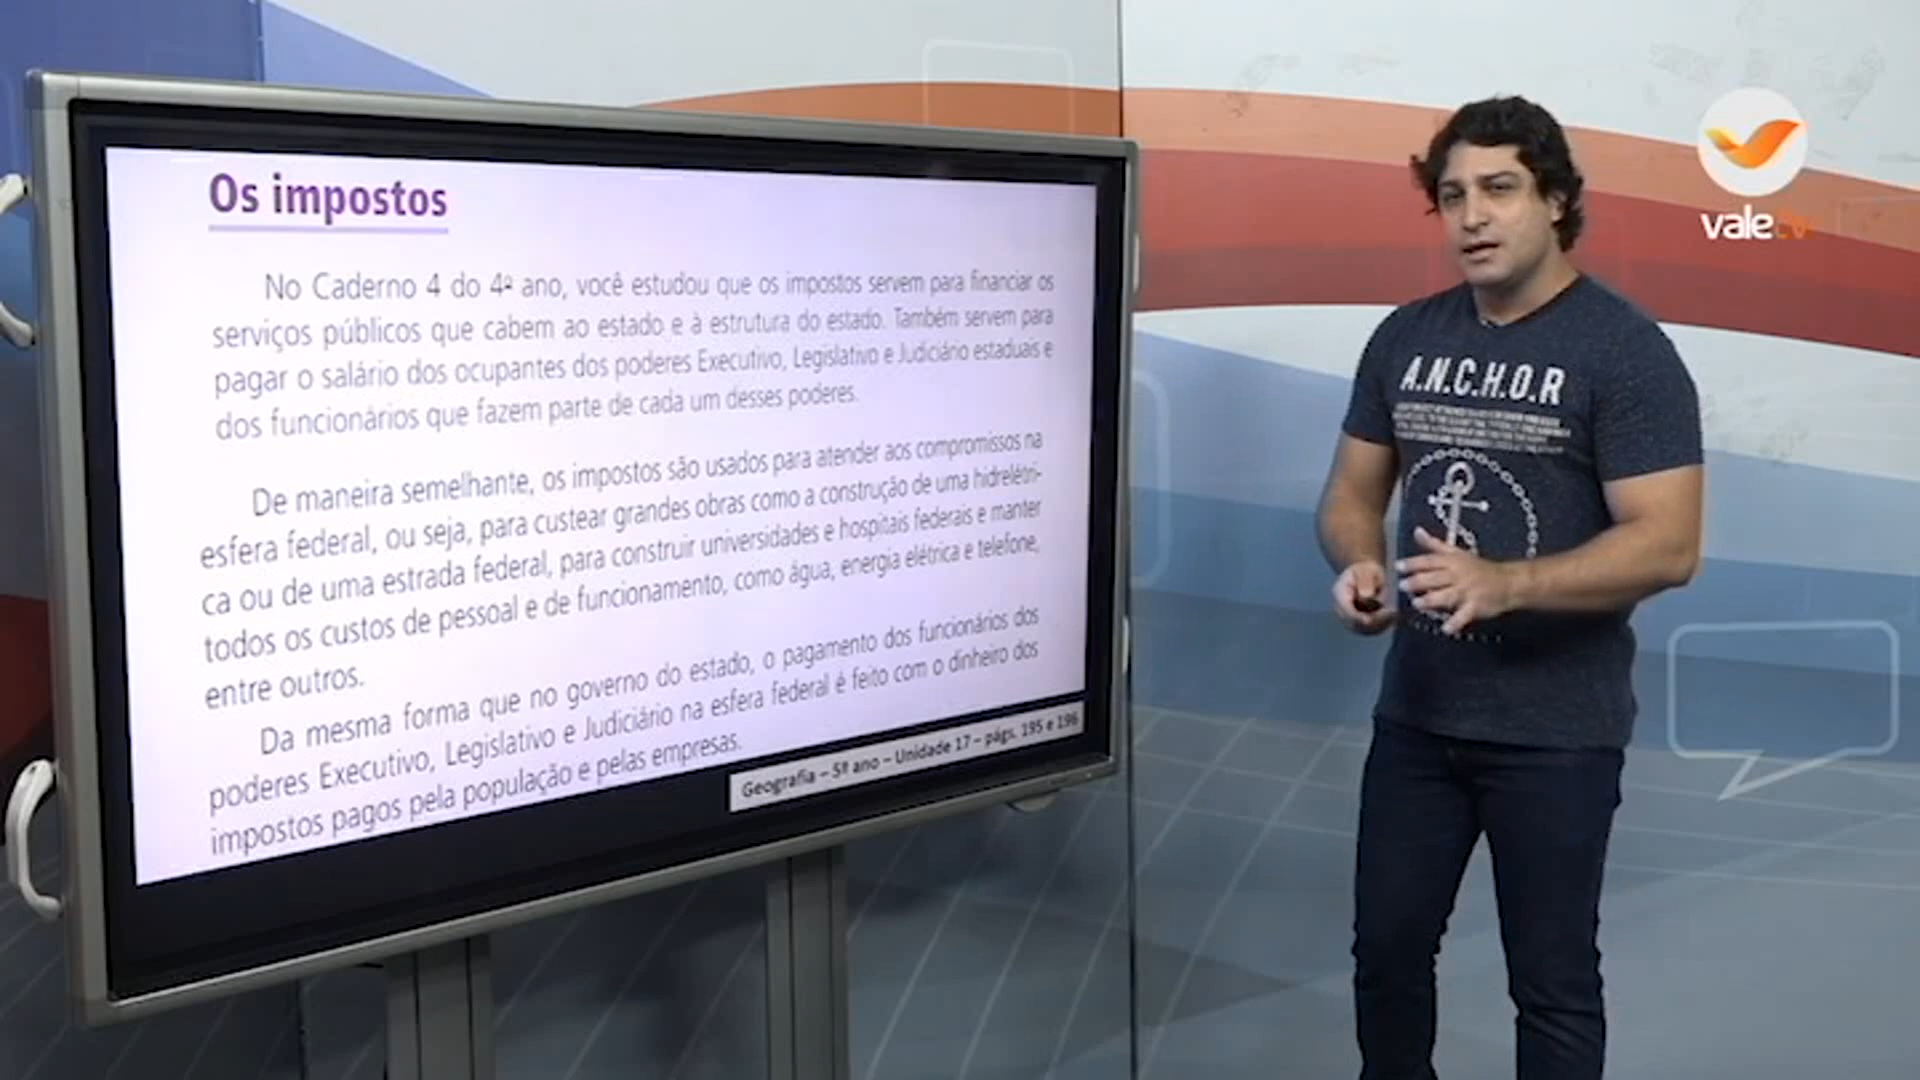 Os impostos
No Caderno 4 do 4º ano, você estudou que os impostos servem para financiar os
serviços públicos que cabem ao estado e à estrutura do estado. Também servem para
pagar o salário dos ocupantes dos poderes Executivo, Legislativo e Judiciário estaduais e
dos funcionários que fazem parte de cada um desses poderes.
De maneira semelhante, os impostos são usados para atender aos compromissos na
esfera federal, ou seja, para custear grandes obras como a construção de uma hidrelétri-
ca ou de uma estrada federal, para construir universidades e hospitais federais e manter
todos os custos de pessoal e de funcionamento, como água, energia elétrica e telefone,
entre outros.
Da mesma forma que no governo do estado, o pagamento dos funcionários dos
poderes Executivo, Legislativo e Judiciário na esfera federal é feito com o dinheiro dos
impostos pagos pela população e pelas empresas.
Geografia – 5º ano – Unidade 17 – págs. 195 e 196
vale tv
A.N.C.H.O.R